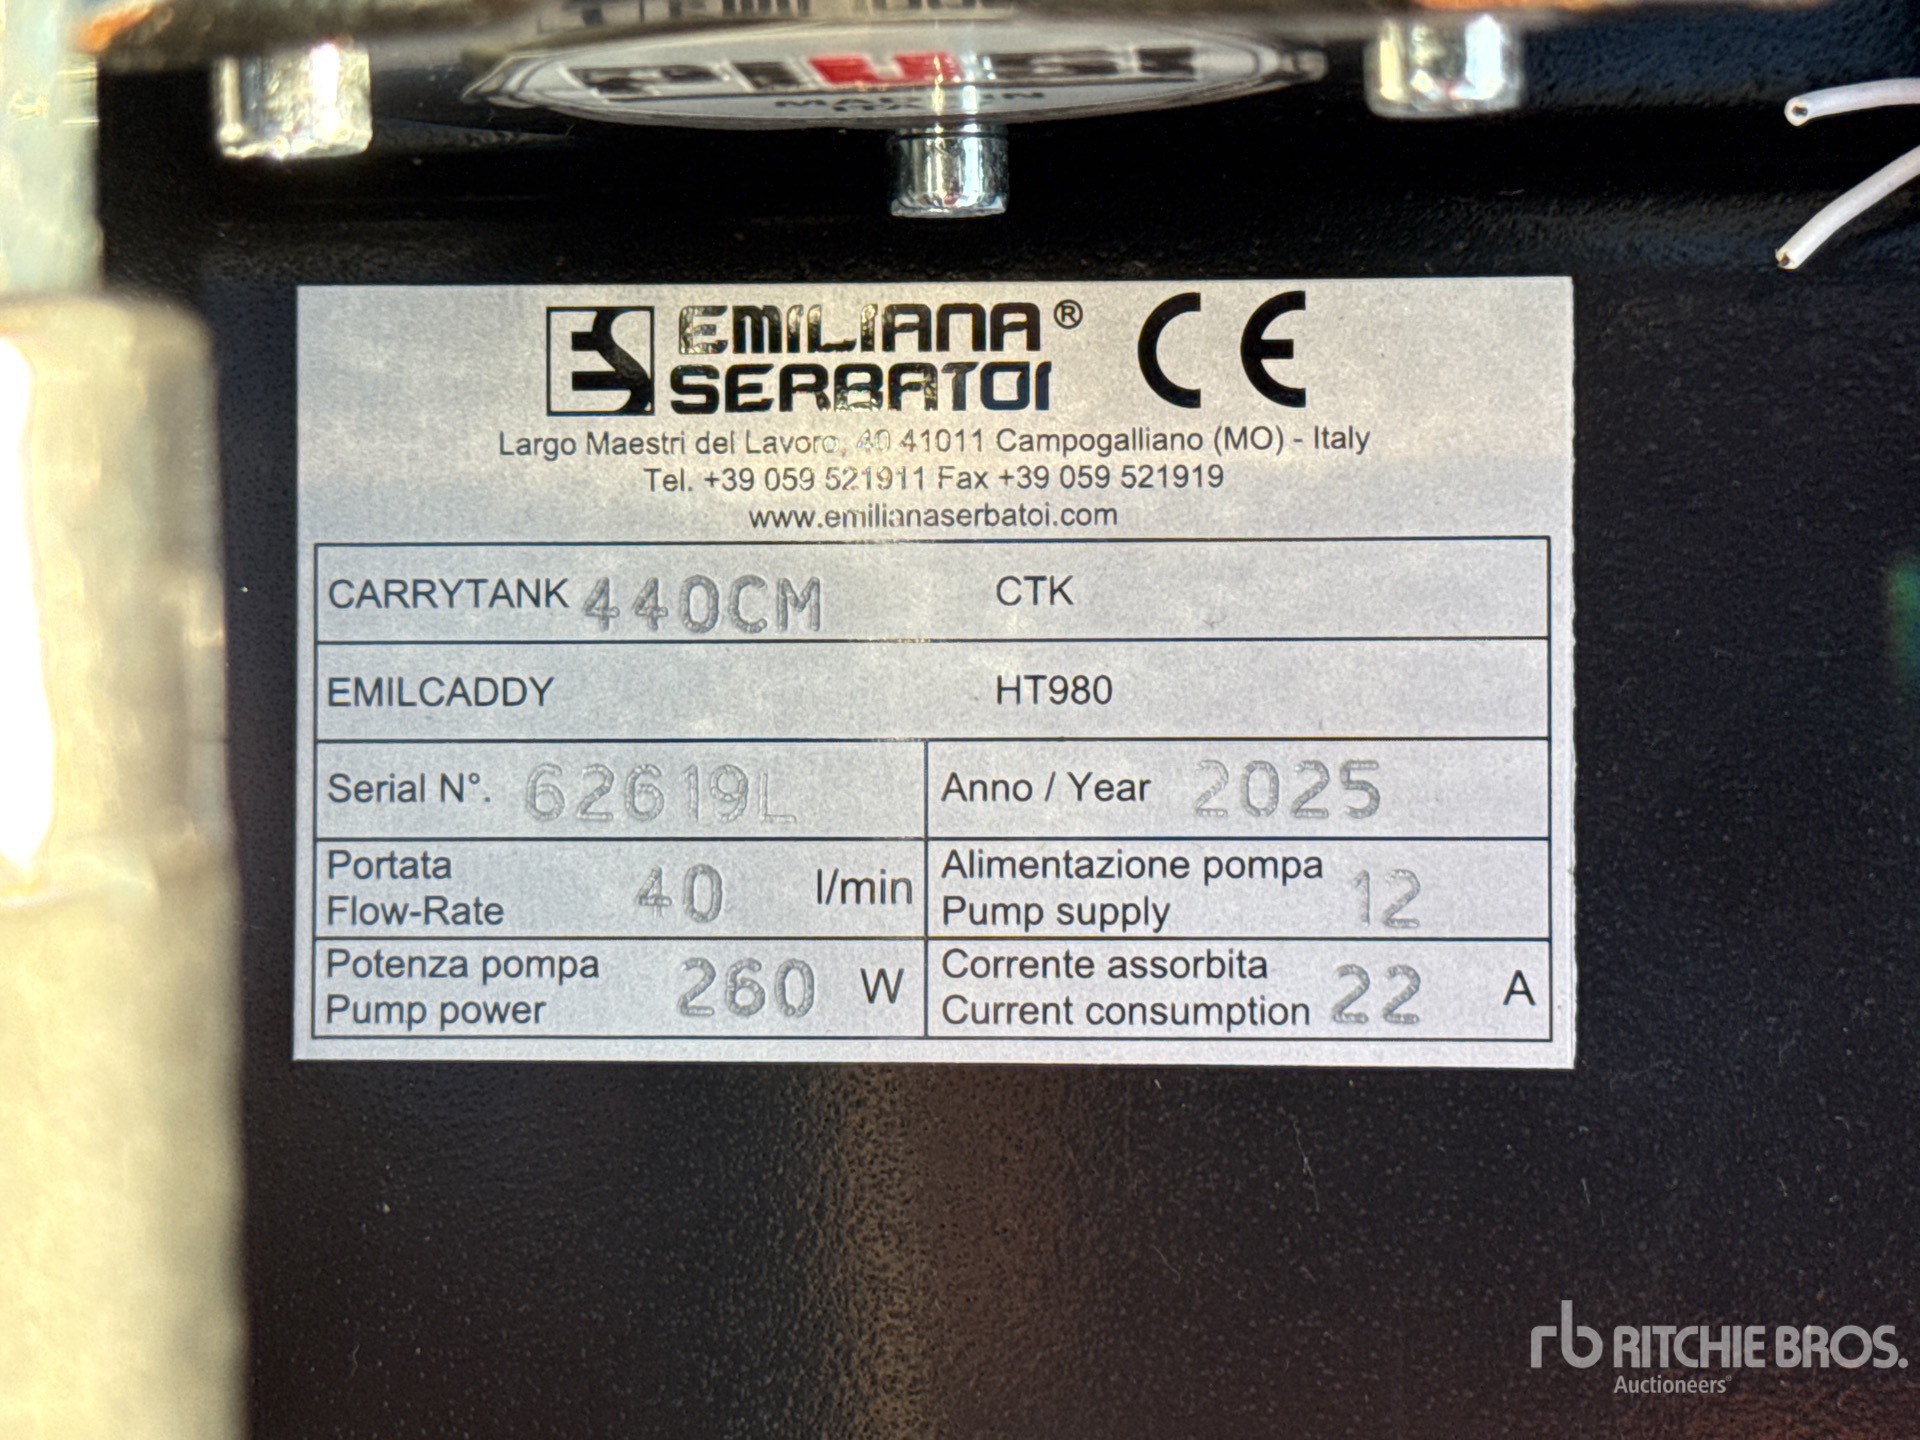 PIUSI
EMILIANA®
SERBATOI
CE
Largo Maestri del Lavoro, 40 41011 Campogalliano (MO) - Italy
Tel. +39 059 521911 Fax +39 059 521919
www.emilianaserbatoi.com
CARRYTANK 440CM CTK
EMILCADDY HT980
Serial N°. 62619L Anno / Year 2025
Portata
Flow-Rate 40 l/min
Alimentazione pompa
Pump supply 12
Potenza pompa
Pump power 260 W
Corrente assorbita
Current consumption 22 A
rb RITCHIE BROS.
Auctioneers